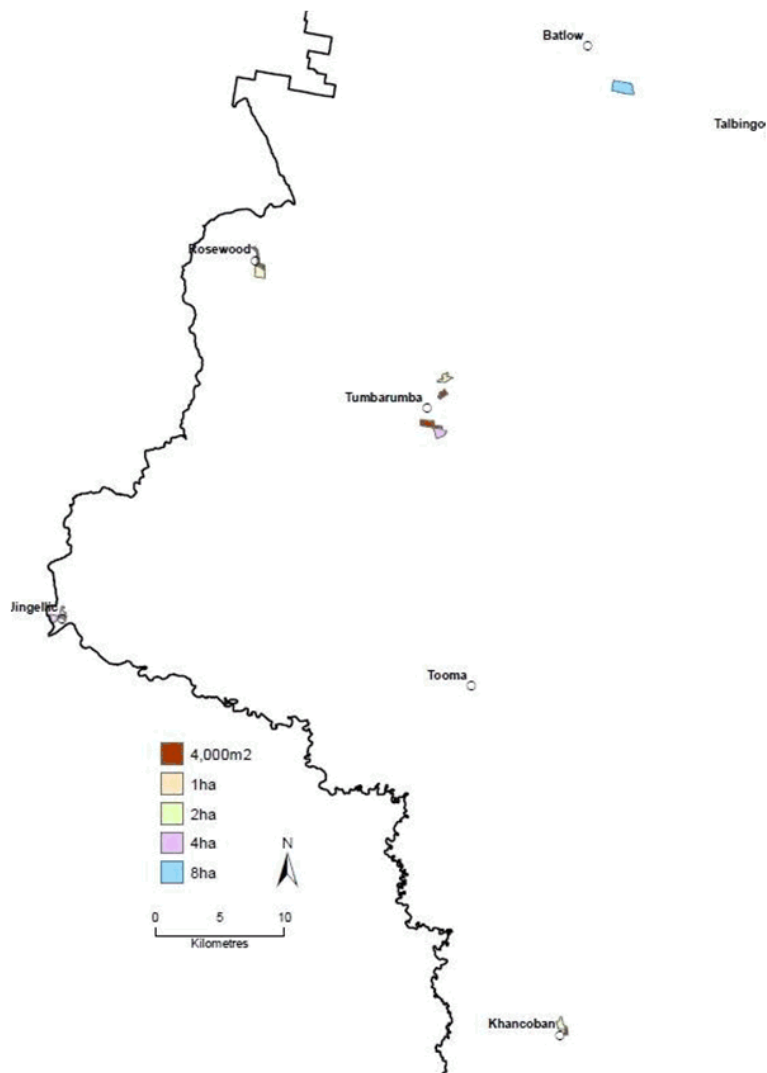 Batlow
Talbingo
Rosewood
Tumbarumba
Jingellic
Tooma
4,000m2
1ha
2ha
4ha
8ha
N
0 5 10
Kilometres
Khancoban